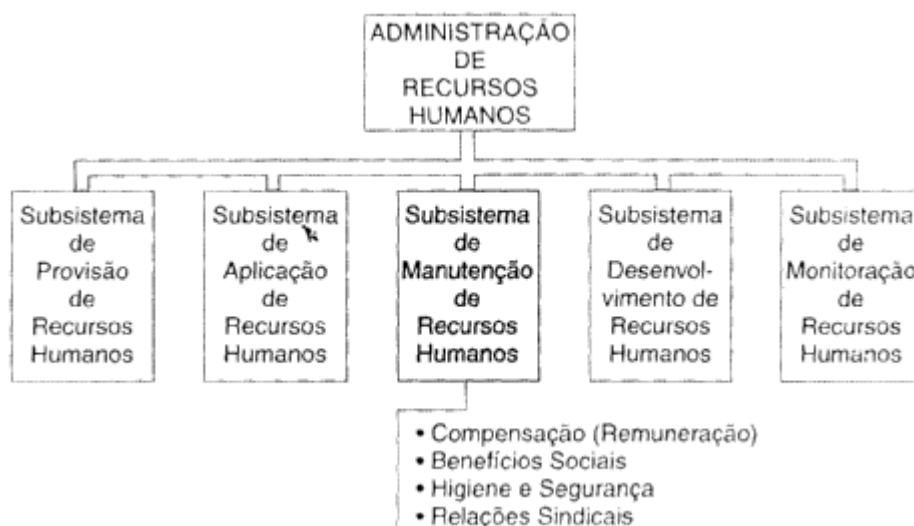 ADMINISTRAÇÃO
DE
RECURSOS
HUMANOS
Subsistema
de
Provisão
de
Recursos
Humanos
Subsistema
de
Aplicação
de
Recursos
Humanos
Subsistema
de
Manutenção
de
Recursos
Humanos
Subsistema
de
Desenvol-
vimento de
Recursos
Humanos
Subsistema
de
Monitoração
de
Recursos
Humanos
• Compensação (Remuneração)
• Benefícios Sociais
• Higiene e Segurança
• Relações Sindicais